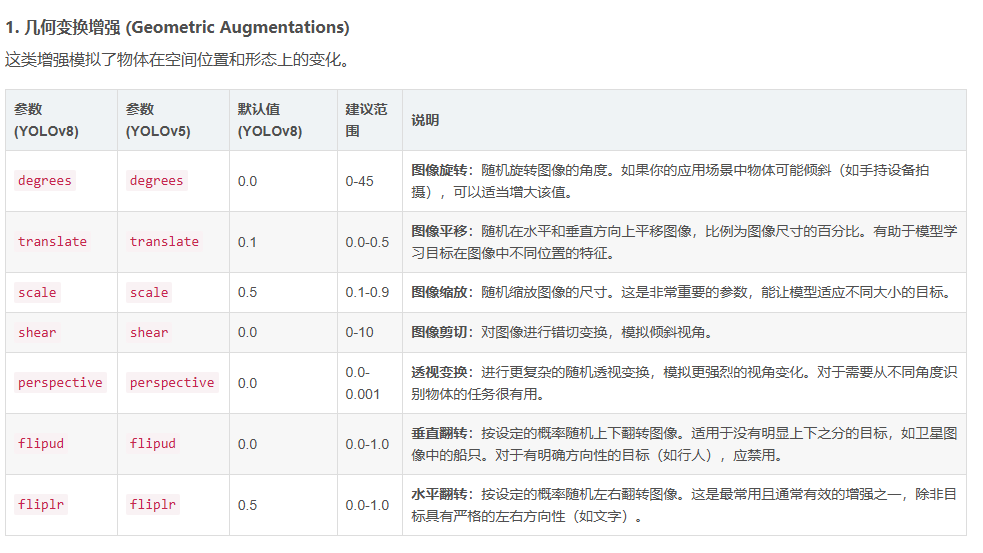 1. 几何变换增强 (Geometric Augmentations)
这类增强模拟了物体在空间位置和形态上的变化。
参数 (YOLOv8) 参数 (YOLOv5) 默认值 (YOLOv8) 建议范围 说明
degrees degrees 0.0 0-45 图像旋转：随机旋转图像的角度。如果你的应用场景中物体可能倾斜（如手持设备拍
摄），可以适当增大该值。
translate translate 0.1 0.0-0.5 图像平移：随机在水平和垂直方向上平移图像，比例为图像尺寸的百分比。有助于模型学
习目标在图像中不同位置的特征。
scale scale 0.5 0.1-0.9 图像缩放：随机缩放图像的尺寸。这是非常重要的参数，能让模型适应不同大小的目标。
shear shear 0.0 0-10 图像剪切：对图像进行错切变换，模拟倾斜视角。
perspective perspective 0.0 0.0-0.001 透视变换：进行更复杂的随机透视变换，模拟更强烈的视角变化。对于需要从不同角度识
别物体的任务很有用。
flipud flipud 0.0 0.0-1.0 垂直翻转：按设定的概率随机上下翻转图像。适用于没有明显上下之分的目标，如卫星图
像中的船只。对于有明确方向性的目标（如行人），应禁用。
fliplr fliplr 0.5 0.0-1.0 水平翻转：按设定的概率随机左右翻转图像。这是最常用且通常有效的增强之一，除非目
标具有严格的左右方向性（如文字）。